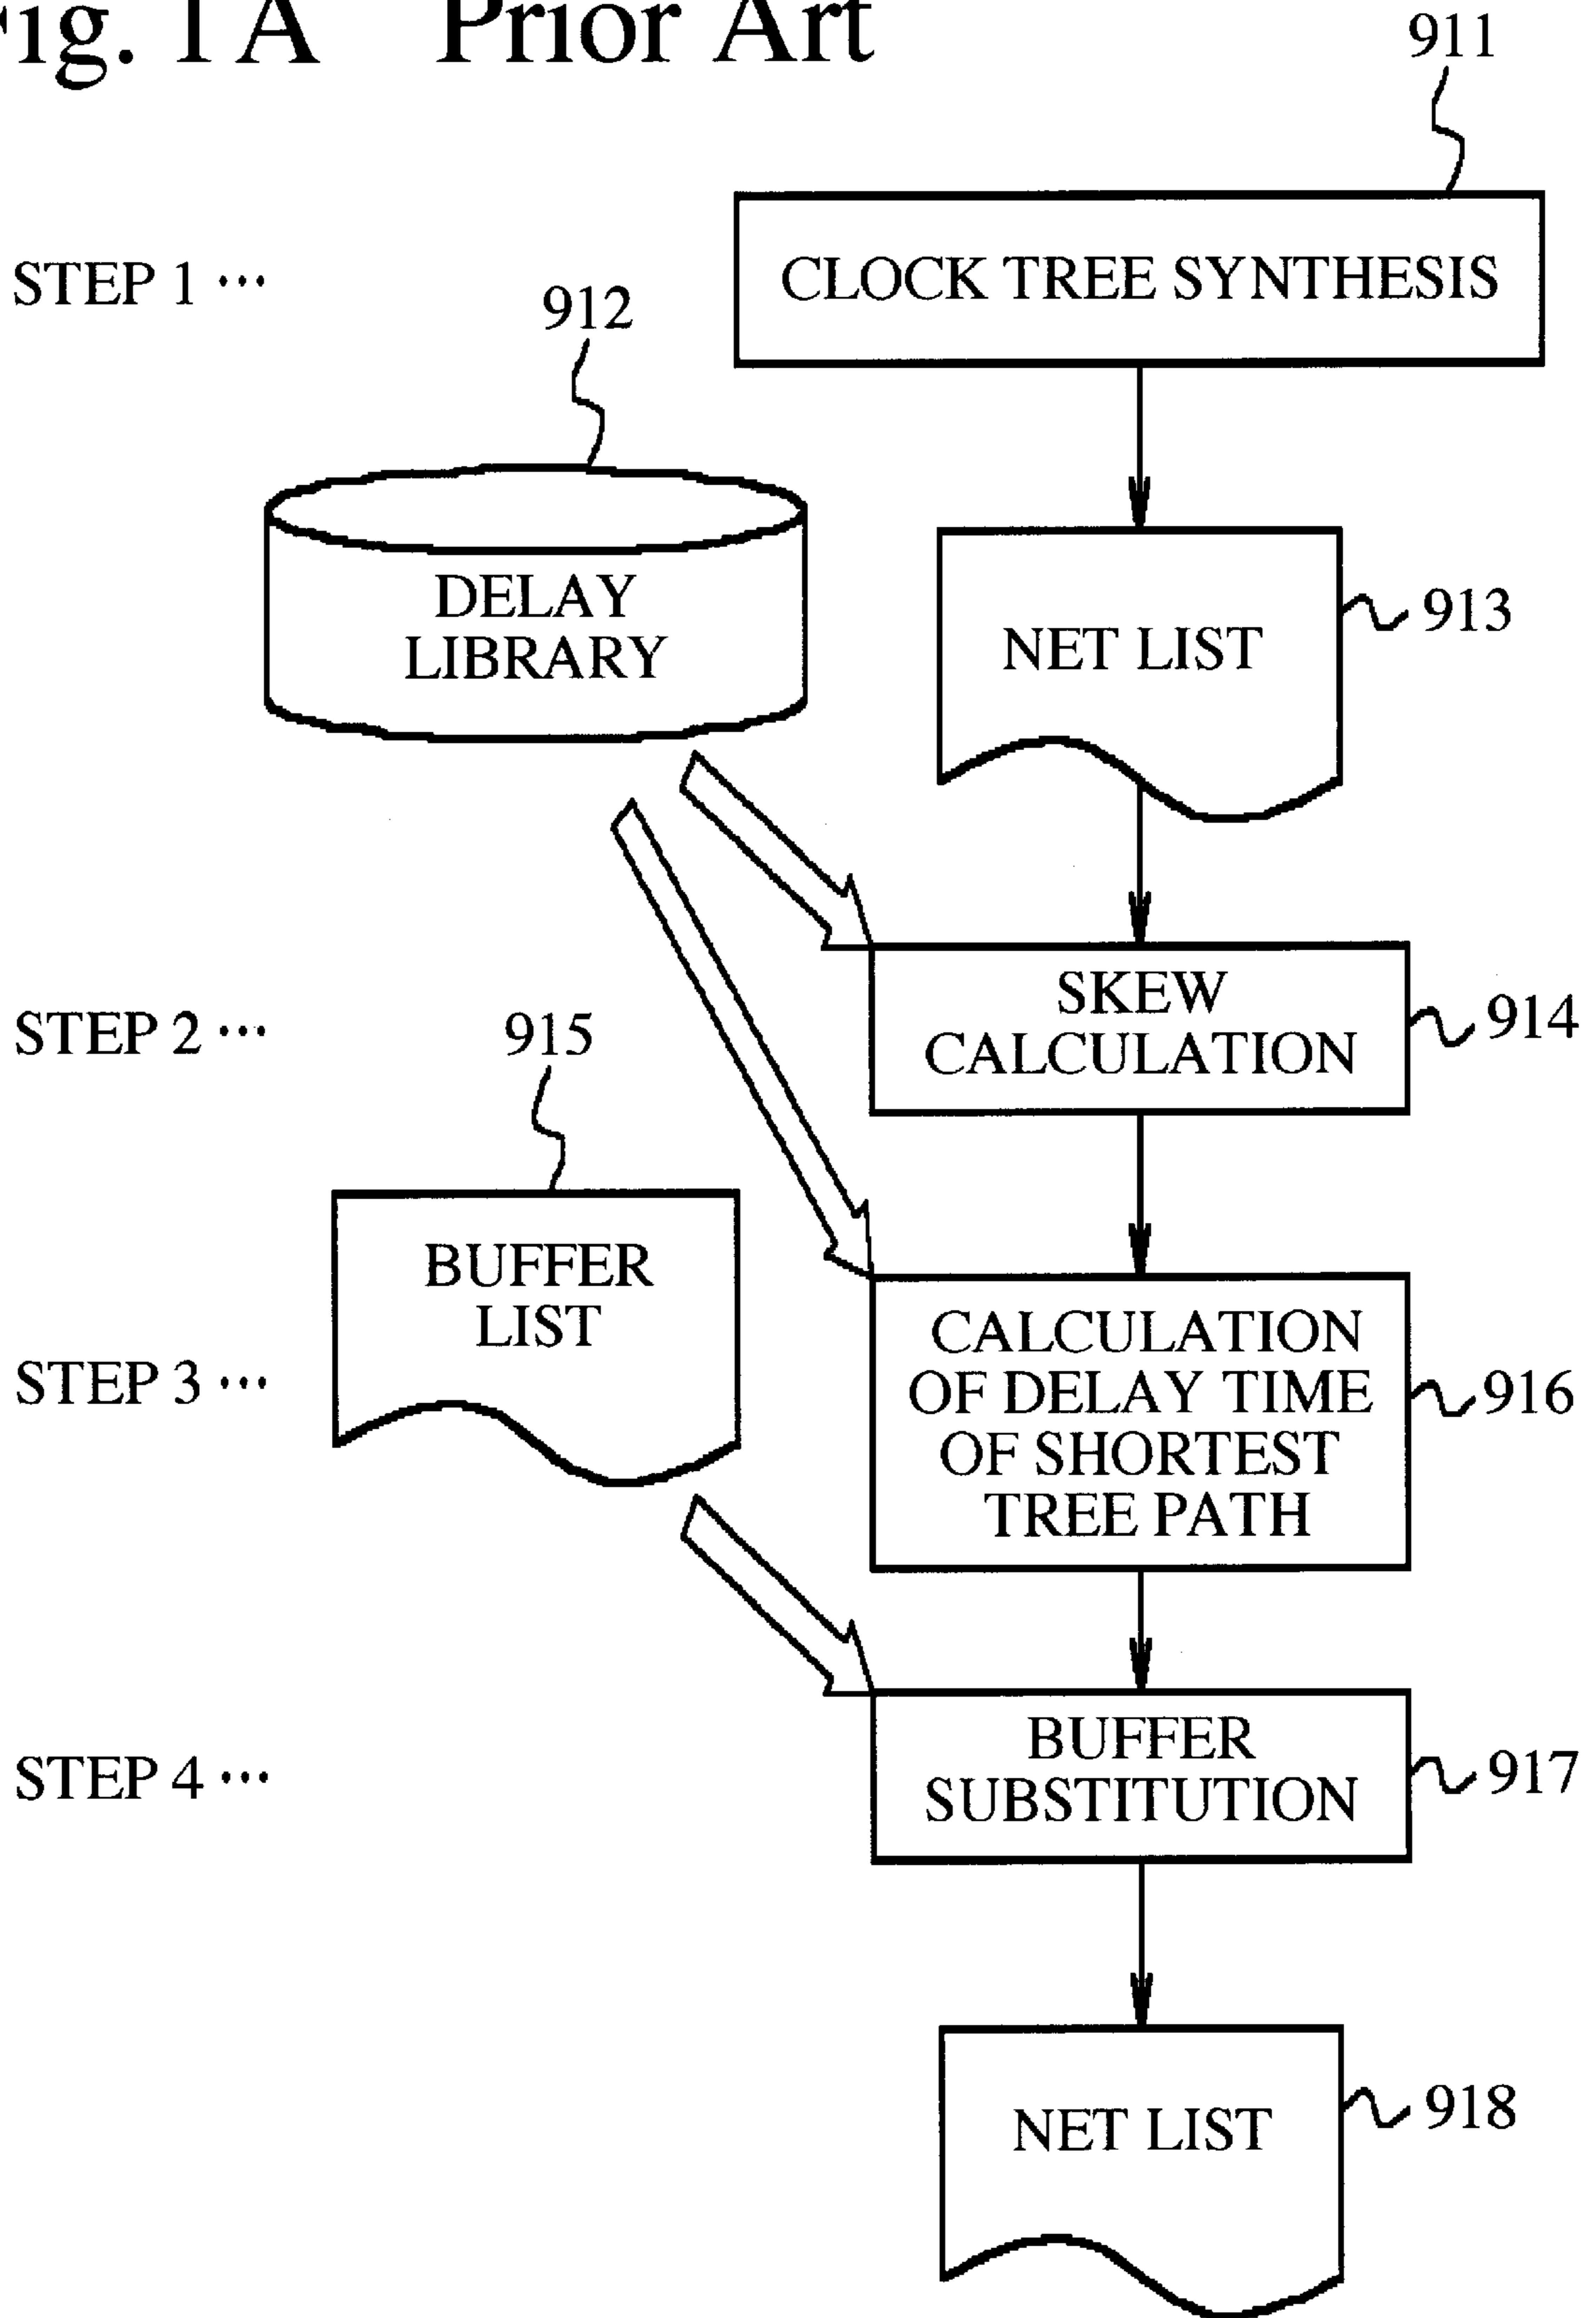 Fig. 1A Prior Art
911
STEP 1 ...
CLOCK TREE SYNTHESIS
912
DELAY
LIBRARY
913
NET LIST
STEP 2 ...
915
SKEW
CALCULATION
914
BUFFER
LIST
STEP 3 ...
CALCULATION
OF DELAY TIME
OF SHORTEST
TREE PATH
916
STEP 4 ...
BUFFER
SUBSTITUTION
917
NET LIST
918